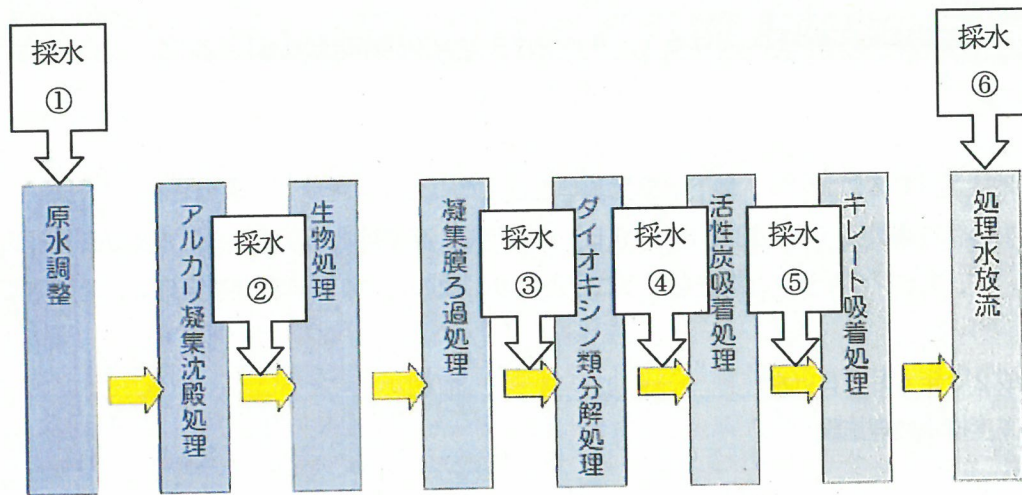 採水
①
採水
⑥
原水調整
アルカリ凝集沈殿処理
採水
②
生物処理
凝集膜ろ過処理
採水
③
ダイオキシン類分解処理
採水
④
活性炭吸着処理
採水
⑤
キレート吸着処理
処理水放流